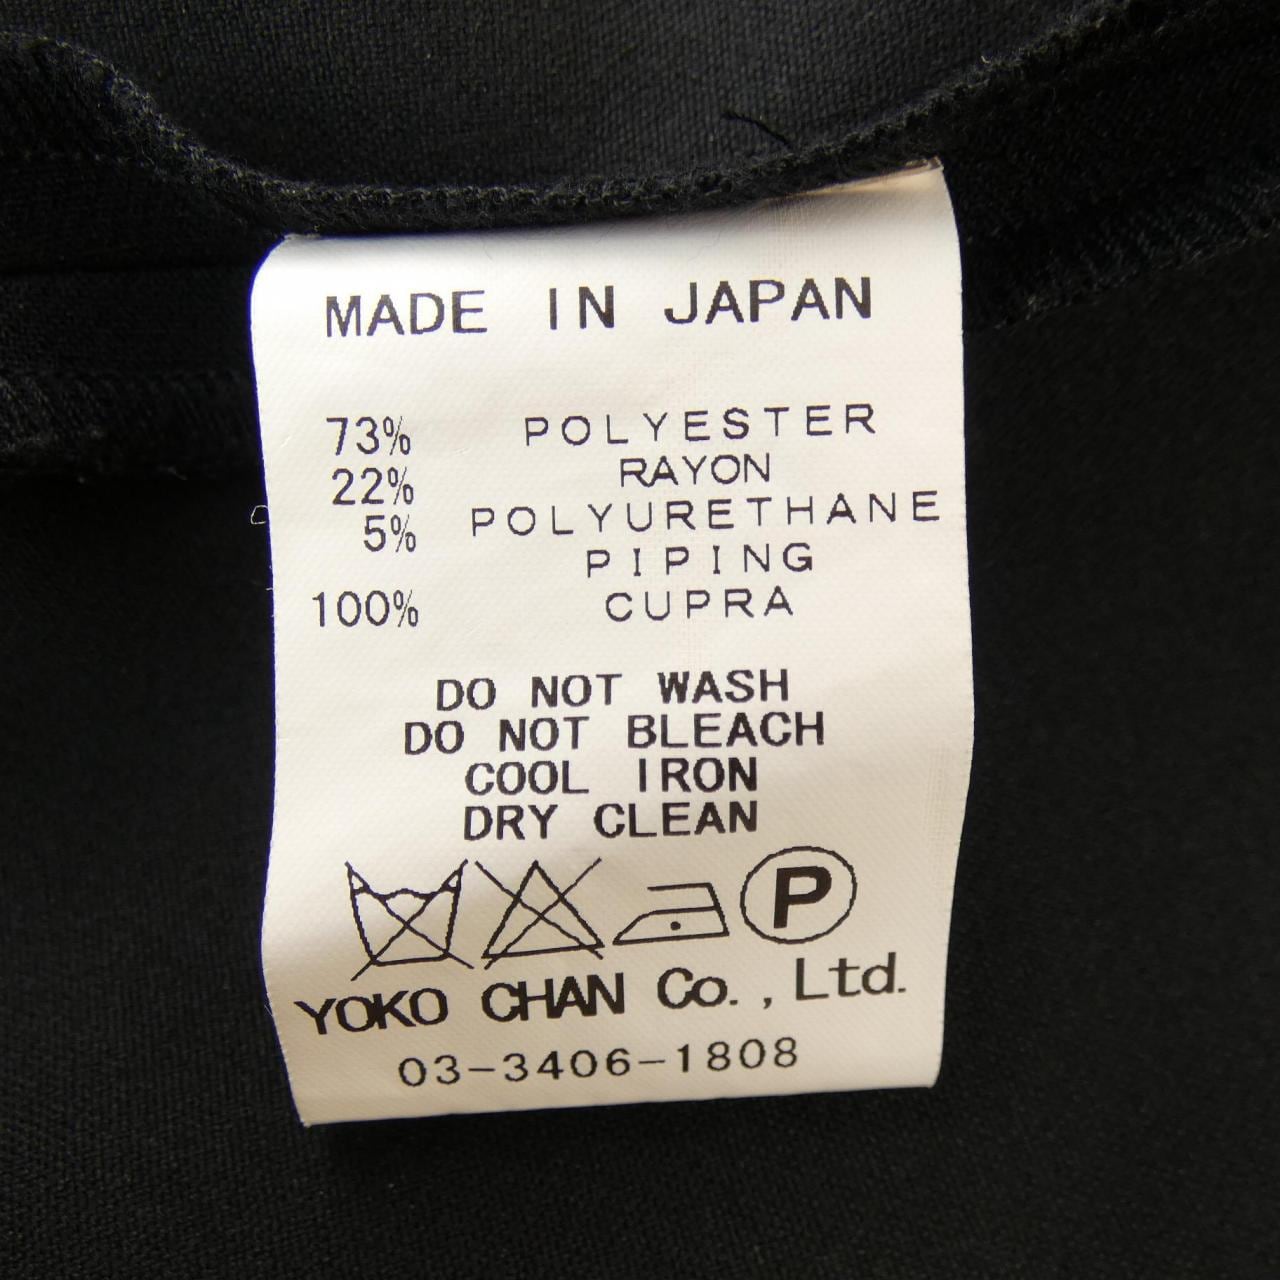 MADE IN JAPAN
73% POLYESTER
22% RAYON
5% POLYURETHANE
PIPING
100% CUPRA
DO NOT WASH
DO NOT BLEACH
COOL IRON
DRY CLEAN
P
YOKO CHAN Co., Ltd.
03-3406-1808